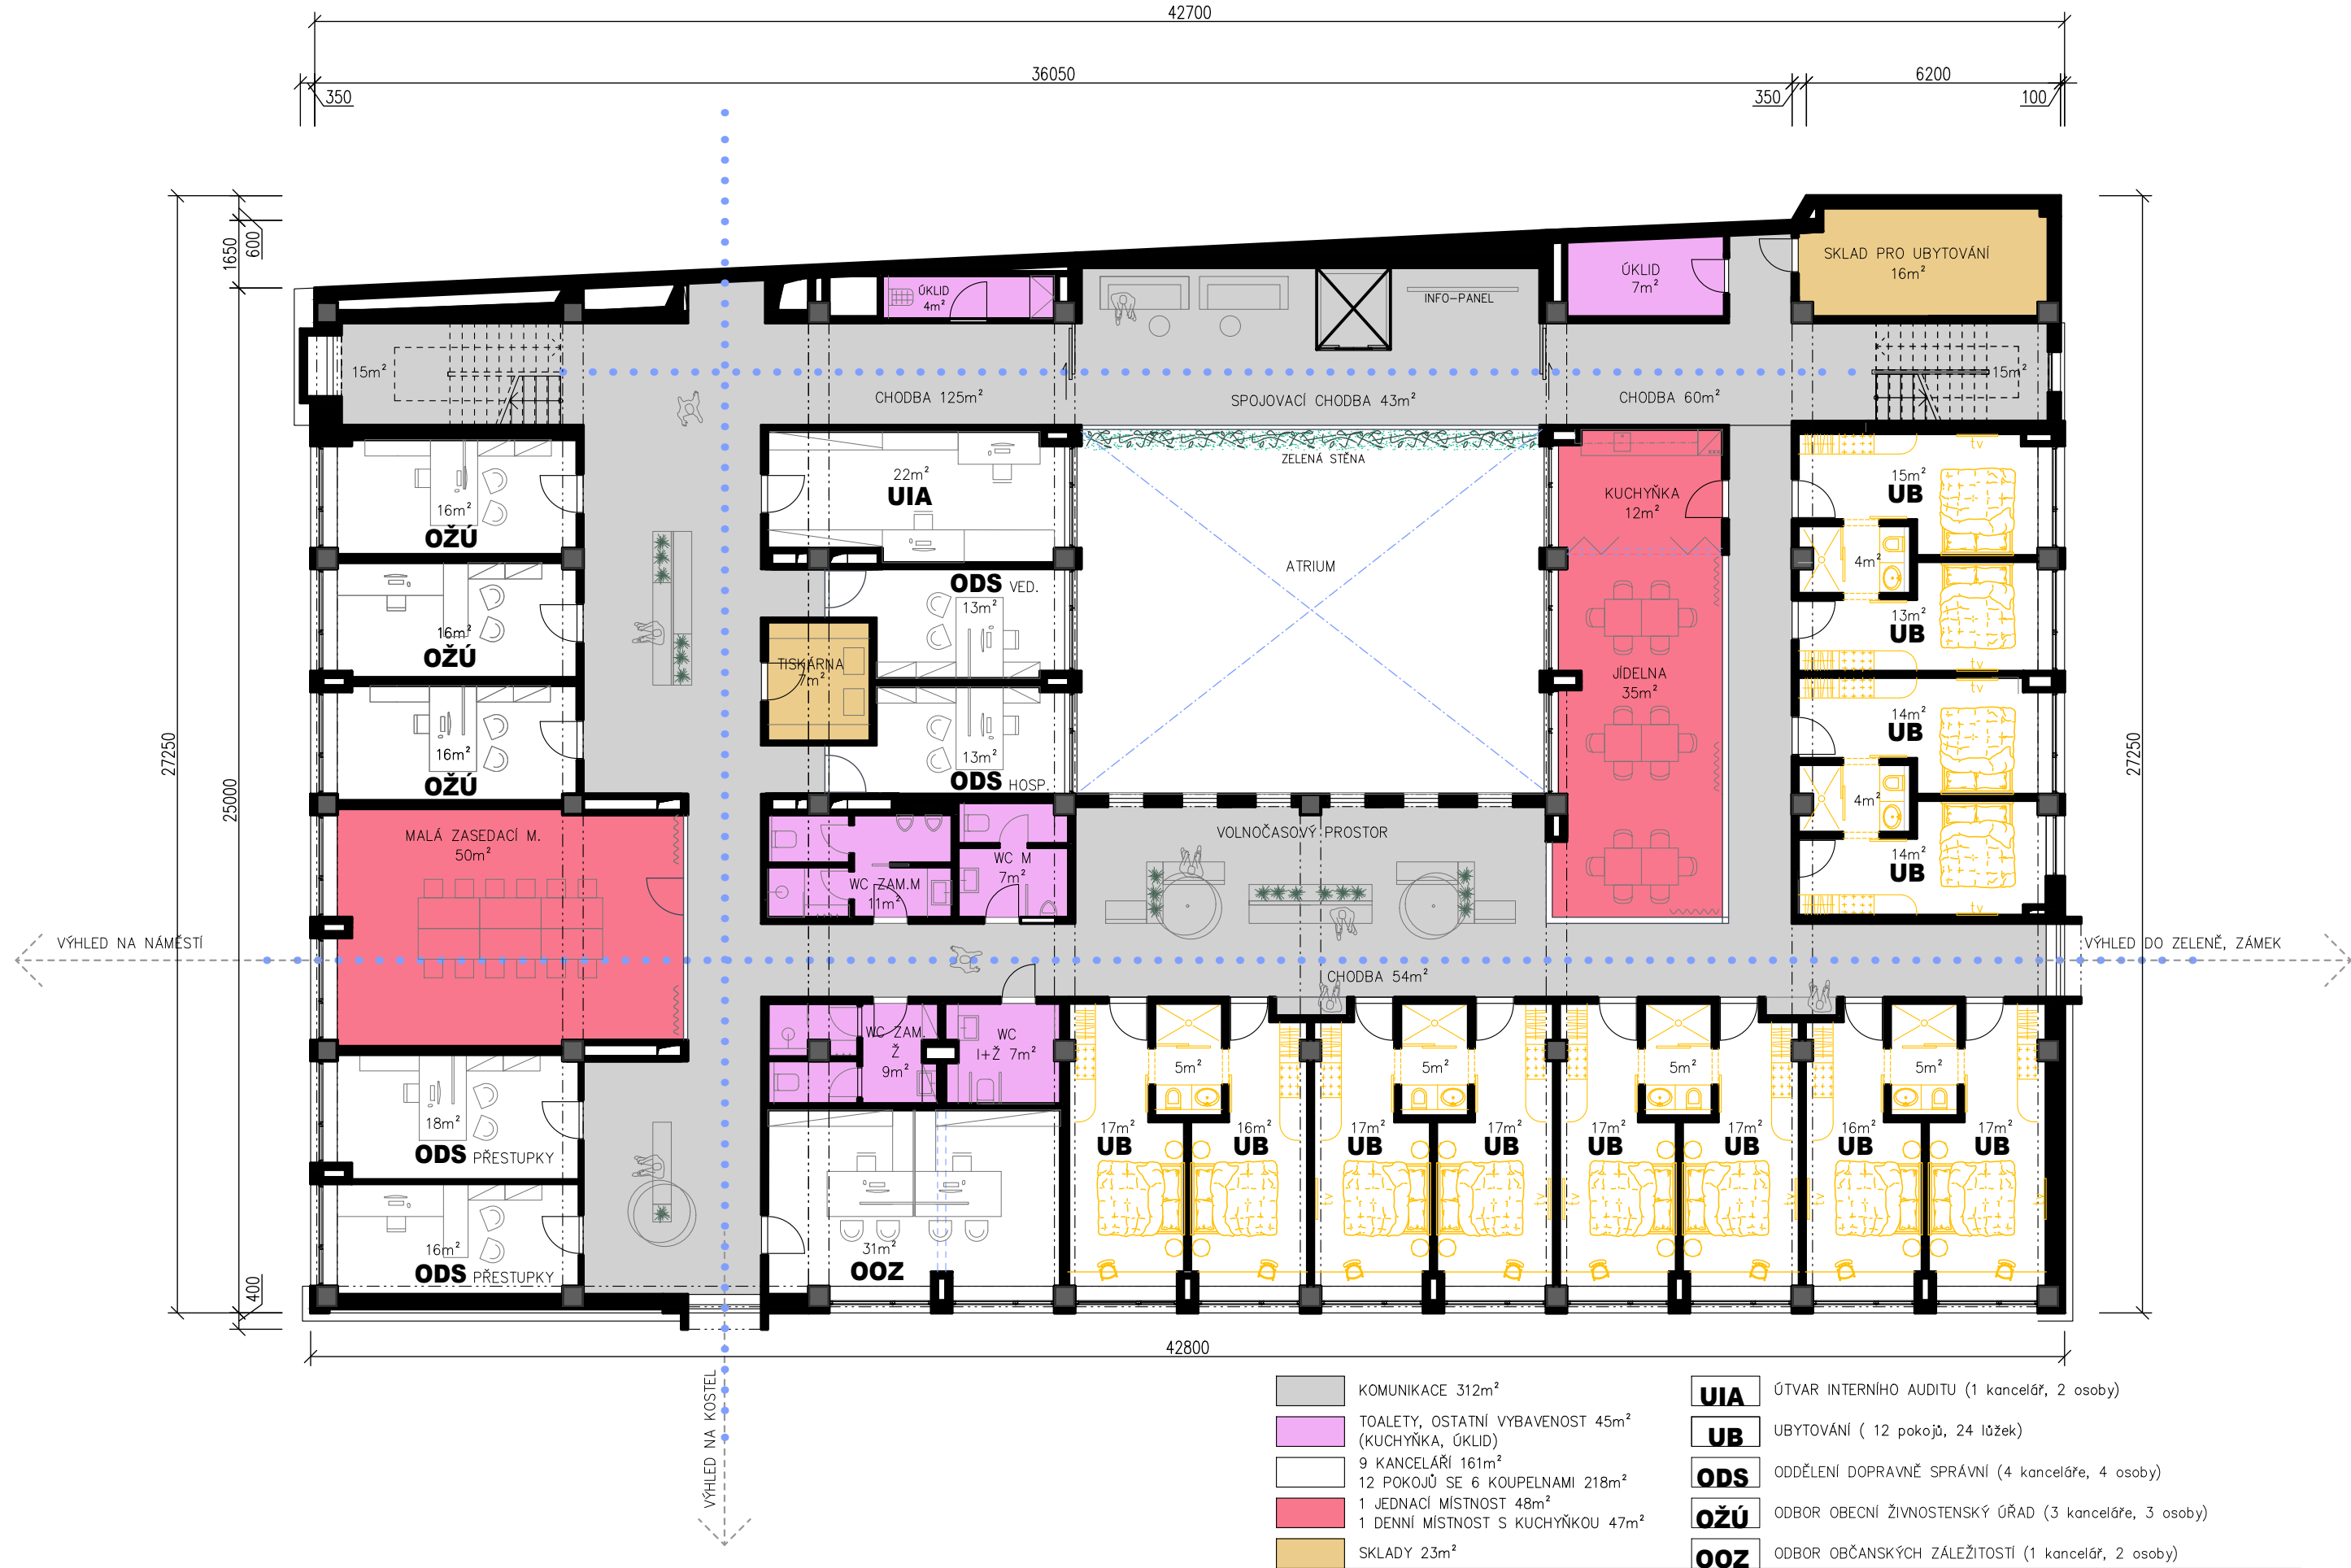 42700
36050
6200
350
350
100
1650
600
SKLAD PRO UBYTOVÁNÍ
16m²
ÚKLID
7m²
ÚKLID
4m²
INFO-PANEL
15m²
CHODBA 125m²
SPOJOVACÍ CHODBA 43m²
CHODBA 60m²
15m²
ZELENÁ STĚNA
16m²
OŽÚ
22m²
UIA
KUCHYŇKA
12m²
tv
15m²
UB
ATRIUM
4m²
ODS VED.
13m²
16m²
OŽÚ
13m²
UB
tv
TISKÁRNA
7m²
JÍDELNA
35m²
tv
27250
25000
27250
16m²
OŽÚ
13m²
ODS HOSP.
14m²
UB
4m²
MALÁ ZASEDACÍ M.
50m²
VOLNOČASOVÝ PROSTOR
WC M
7m²
WC ZAM.M
11m²
14m²
UB
tv
VÝHLED NA NÁMĚSTÍ
VÝHLED DO ZELENĚ, ZÁMEK
CHODBA 54m²
WC ZAM.
Ž
9m²
WC
I+Ž 7m²
5m²
5m²
5m²
5m²
18m²
ODS PŘESTUPKY
17m²
UB
16m²
UB
17m²
UB
17m²
UB
17m²
UB
17m²
UB
16m²
UB
17m²
UB
tv
tv
tv
tv
tv
16m²
ODS PŘESTUPKY
31m²
OOZ
400
42800
VÝHLED NA KOSTEL
KOMUNIKACE 312m²
TOALETY, OSTATNÍ VYBAVENOST 45m²
(KUCHYŇKA, ÚKLID)
9 KANCELÁŘÍ 161m²
12 POKOJŮ SE 6 KOUPELNAMI 218m²
1 JEDNACÍ MÍSTNOST 48m²
1 DENNÍ MÍSTNOST S KUCHYŇKOU 47m²
SKLADY 23m²
UIA ÚTVAR INTERNÍHO AUDITU (1 kancelář, 2 osoby)
UB UBYTOVÁNÍ ( 12 pokojů, 24 lůžek)
ODS ODDĚLENÍ DOPRAVNĚ SPRÁVNÍ (4 kanceláře, 4 osoby)
OŽÚ ODBOR OBECNÍ ŽIVNOSTENSKÝ ÚŘAD (3 kanceláře, 3 osoby)
OOZ ODBOR OBČANSKÝCH ZÁLEŽITOSTÍ (1 kancelář, 2 osoby)